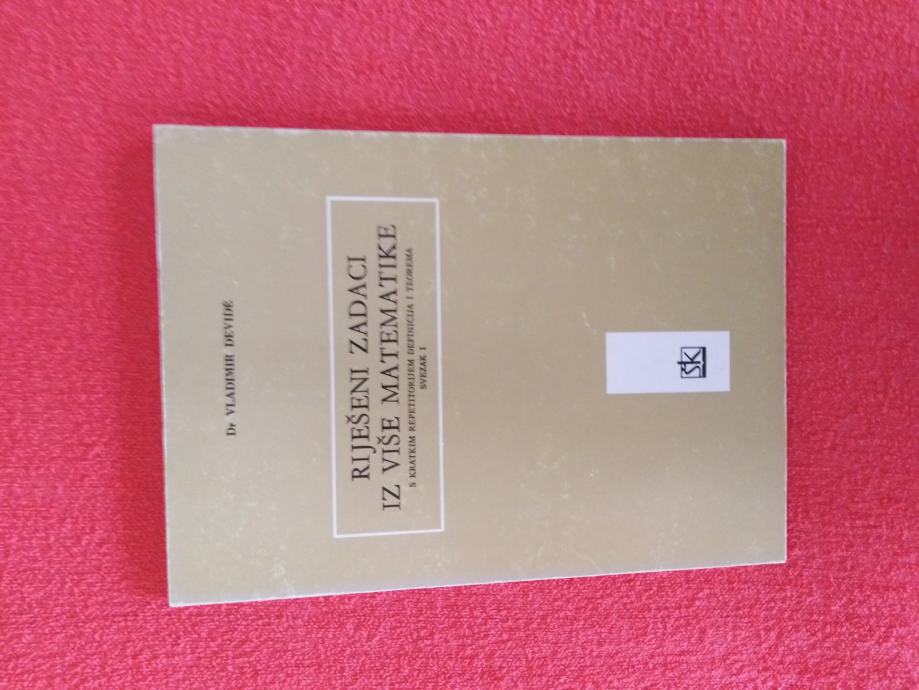 Dr VLADIMIR DEVIDÉ
RIJEŠENI ZADACI
IZ VIŠE MATEMATIKE
S KRATKIM REPETITORIJEM DEFINICIJA I TEOREMA
SVEZAK I
ŠK